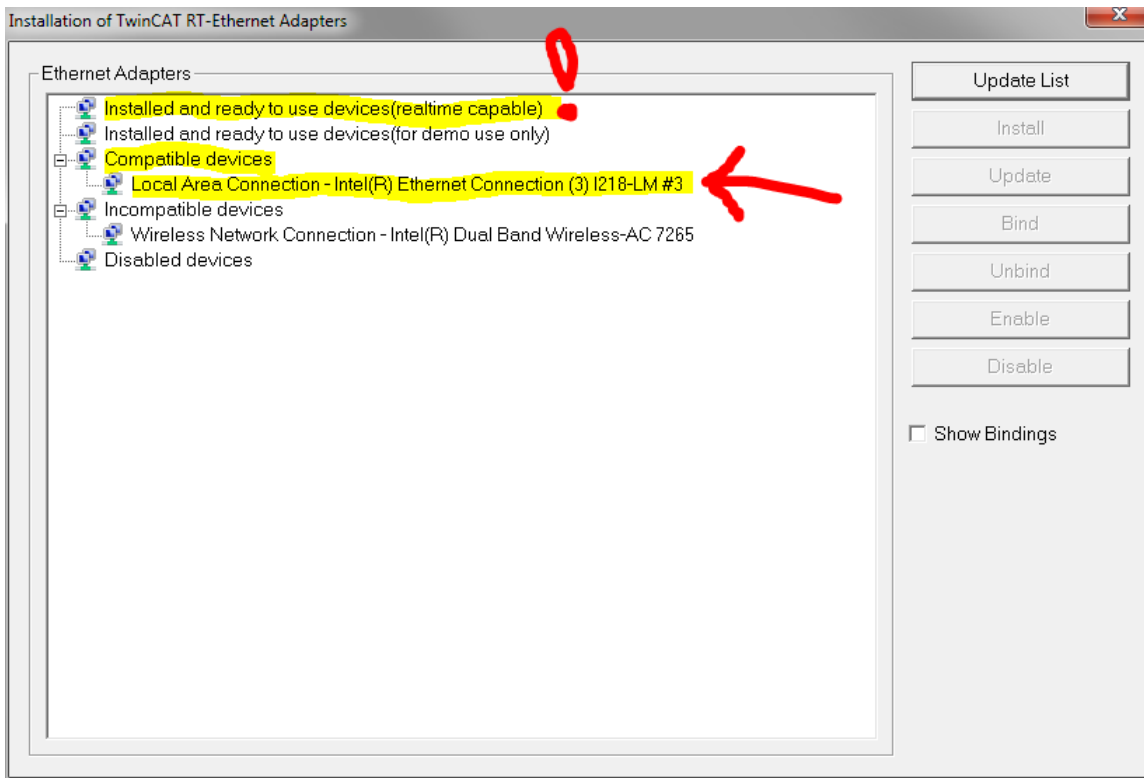 Installation of TwinCAT RT-Ethernet Adapters
Ethernet Adapters
Installed and ready to use devices(realtime capable)
Installed and ready to use devices(for demo use only)
Compatible devices
Local Area Connection - Intel(R) Ethernet Connection (3) I218-LM #3
Incompatible devices
Wireless Network Connection - Intel(R) Dual Band Wireless-AC 7265
Disabled devices
Update List
Install
Update
Bind
Unbind
Enable
Disable
Show Bindings